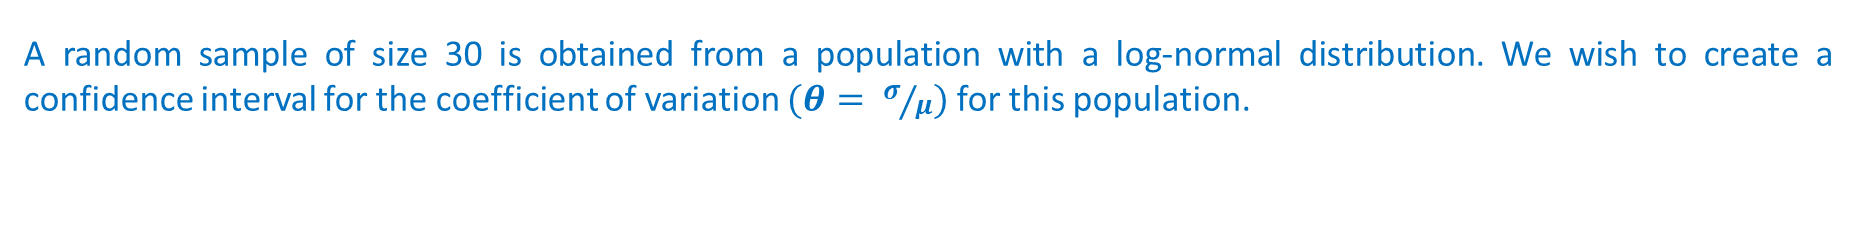 A random sample of size 30 is obtained from a population with a log-normal distribution. We wish to create a
confidence interval for the coefficient of variation (θ = σ/μ) for this population.